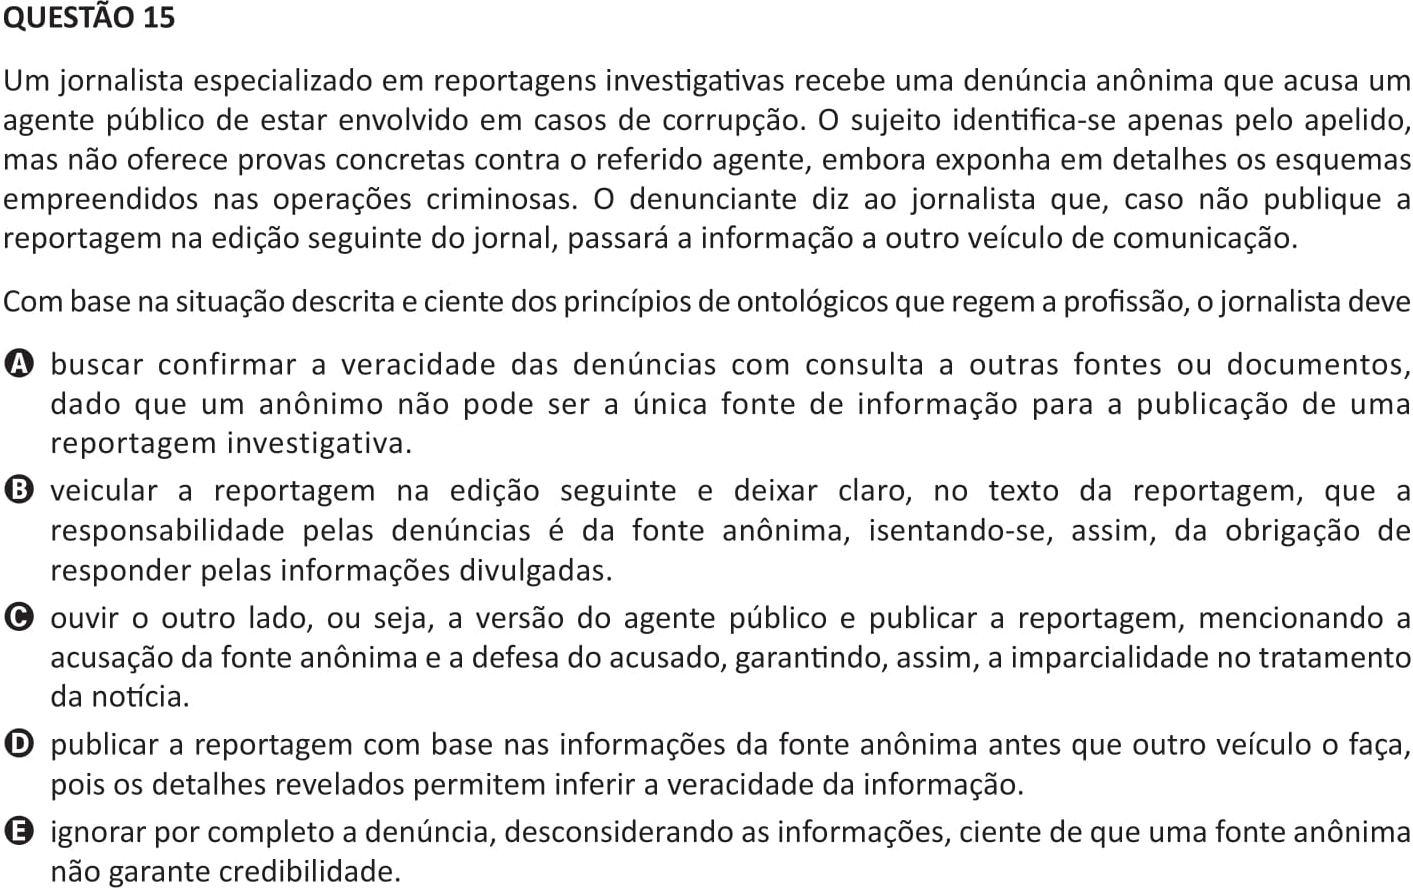 QUESTÃO 15
Um jornalista especializado em reportagens investigativas recebe uma denúncia anônima que acusa um
agente público de estar envolvido em casos de corrupção. O sujeito identifica-se apenas pelo apelido,
mas não oferece provas concretas contra o referido agente, embora exponha em detalhes os esquemas
empreendidos nas operações criminosas. O denunciante diz ao jornalista que, caso não publique a
reportagem na edição seguinte do jornal, passará a informação a outro veículo de comunicação.
Com base na situação descrita e ciente dos princípios de ontológicos que regem a profissão, o jornalista deve
A buscar confirmar a veracidade das denúncias com consulta a outras fontes ou documentos,
dado que um anônimo não pode ser a única fonte de informação para a publicação de uma
reportagem investigativa.
B veicular a reportagem na edição seguinte e deixar claro, no texto da reportagem, que a
responsabilidade pelas denúncias é da fonte anônima, isentando-se, assim, da obrigação de
responder pelas informações divulgadas.
C ouvir o outro lado, ou seja, a versão do agente público e publicar a reportagem, mencionando a
acusação da fonte anônima e a defesa do acusado, garantindo, assim, a imparcialidade no tratamento
da notícia.
D publicar a reportagem com base nas informações da fonte anônima antes que outro veículo o faça,
pois os detalhes revelados permitem inferir a veracidade da informação.
E ignorar por completo a denúncia, desconsiderando as informações, ciente de que uma fonte anônima
não garante credibilidade.